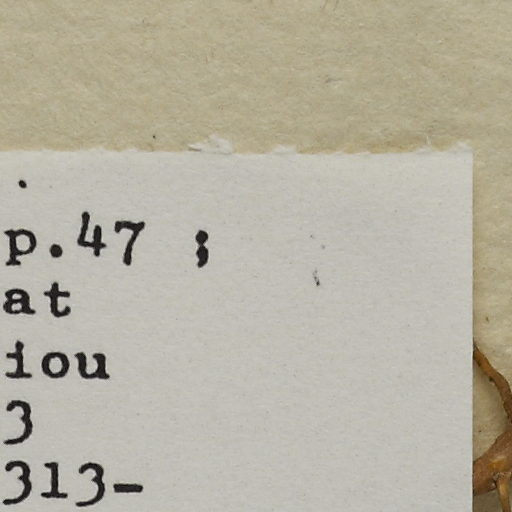 .
p.47 ;
at
iou
3
313-